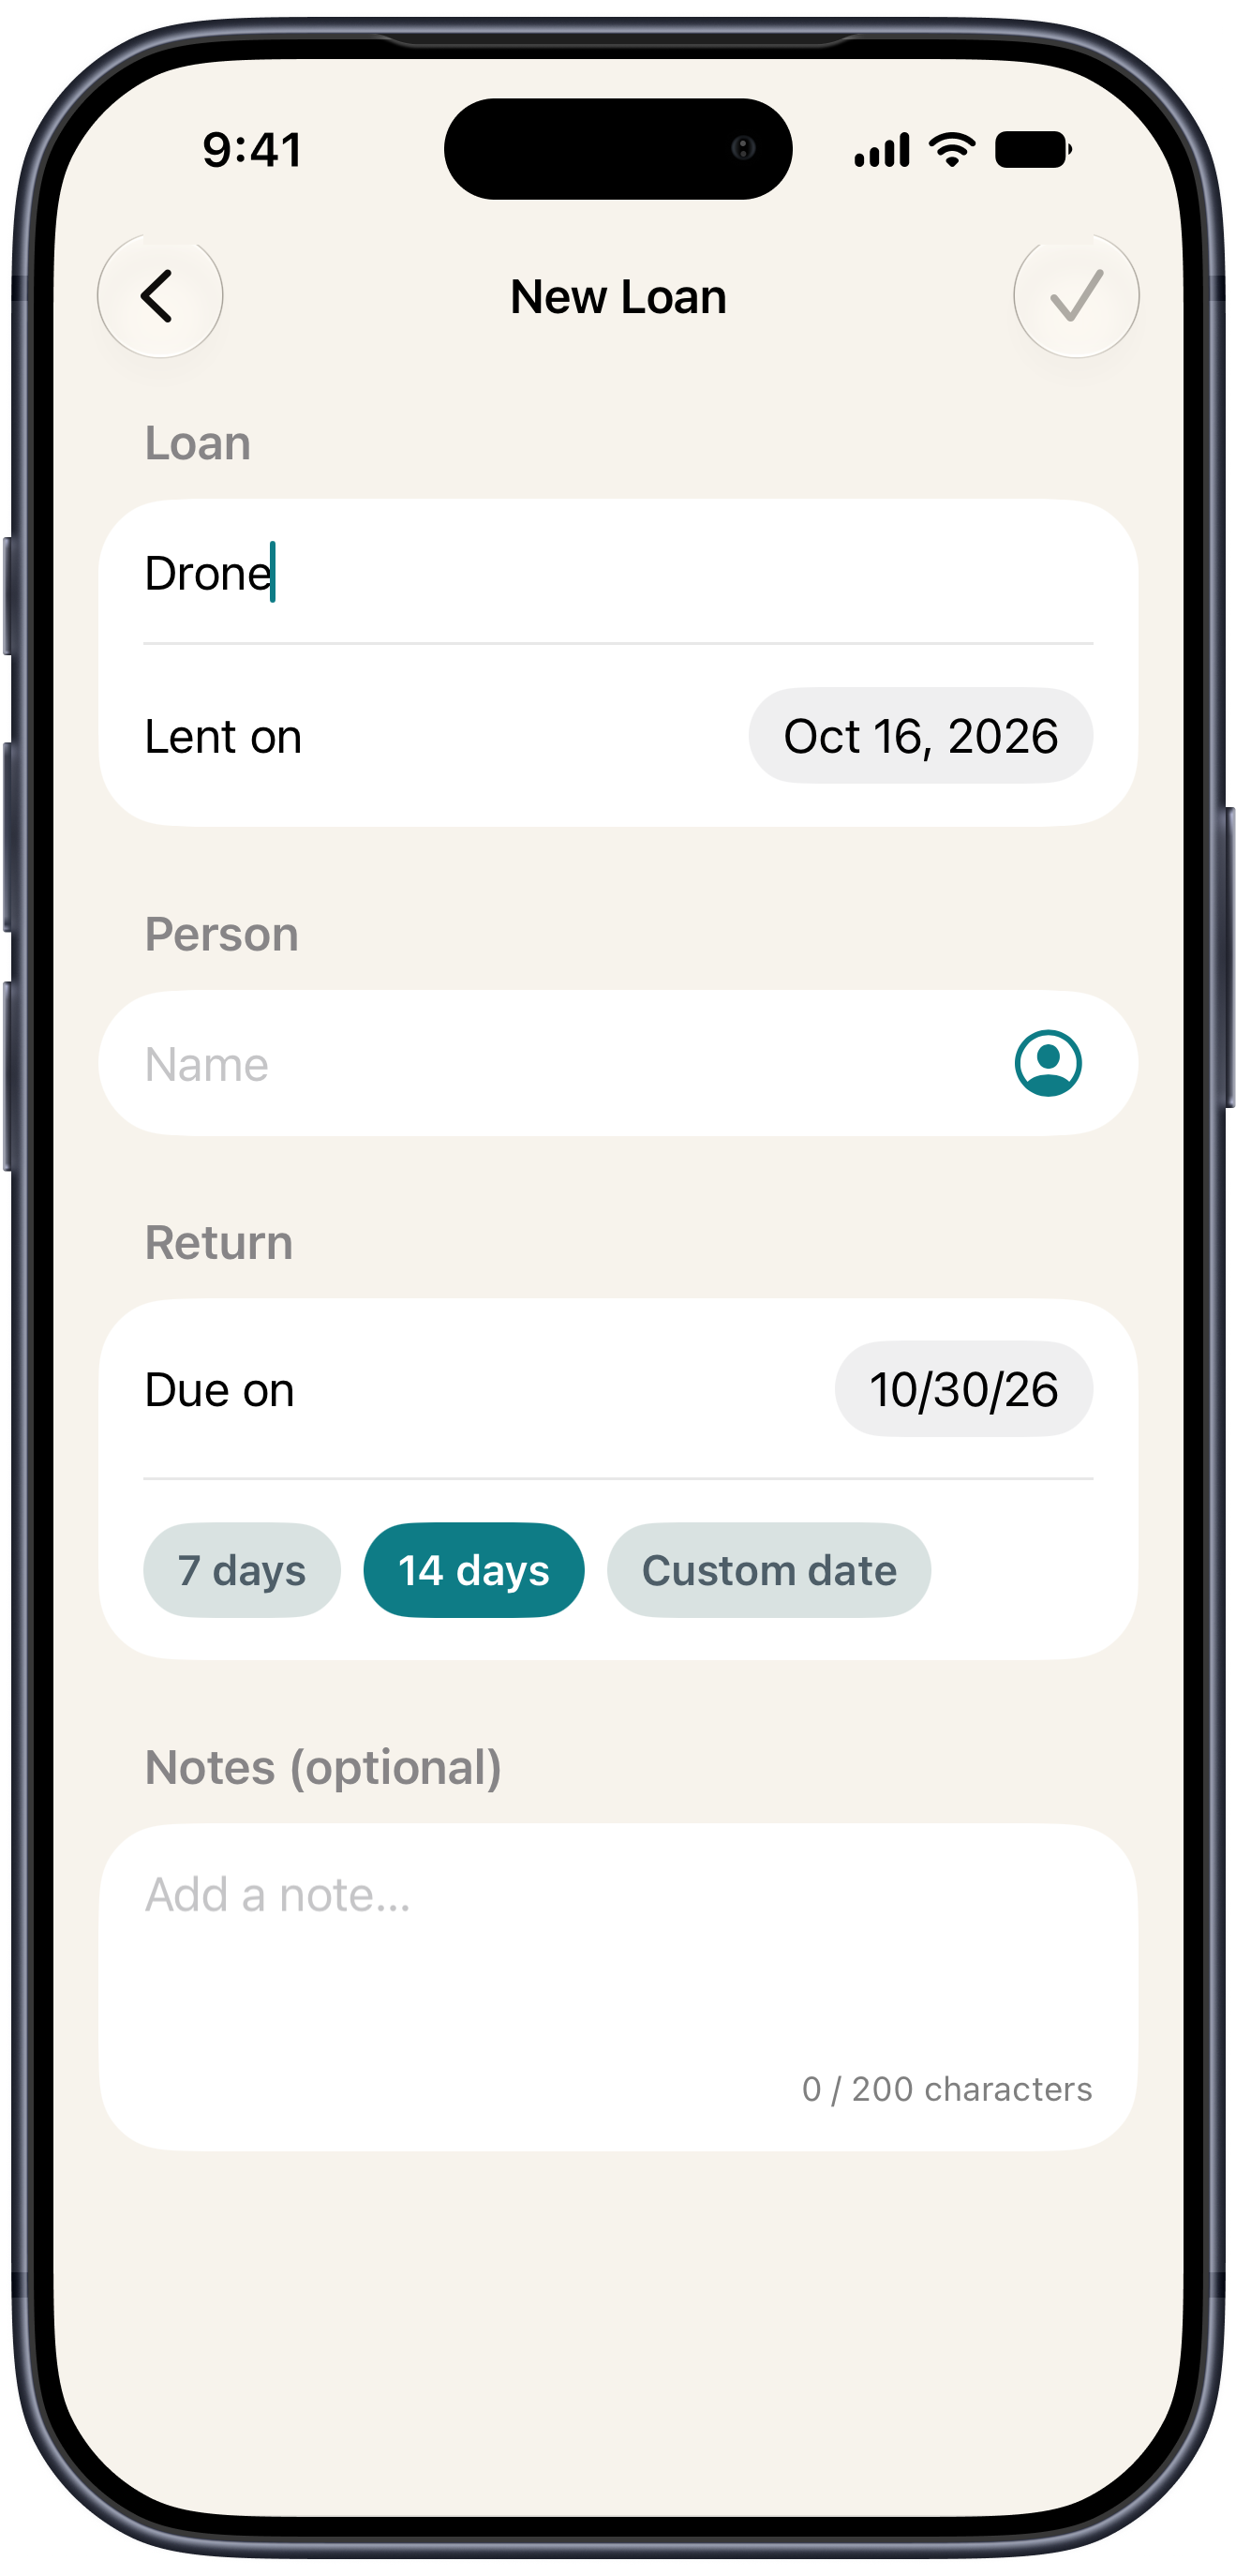 9:41
New Loan
Loan
Drone
Lent on
Oct 16, 2026
Person
Name
Return
Due on
10/30/26
7 days
14 days
Custom date
Notes (optional)
Add a note...
0 / 200 characters